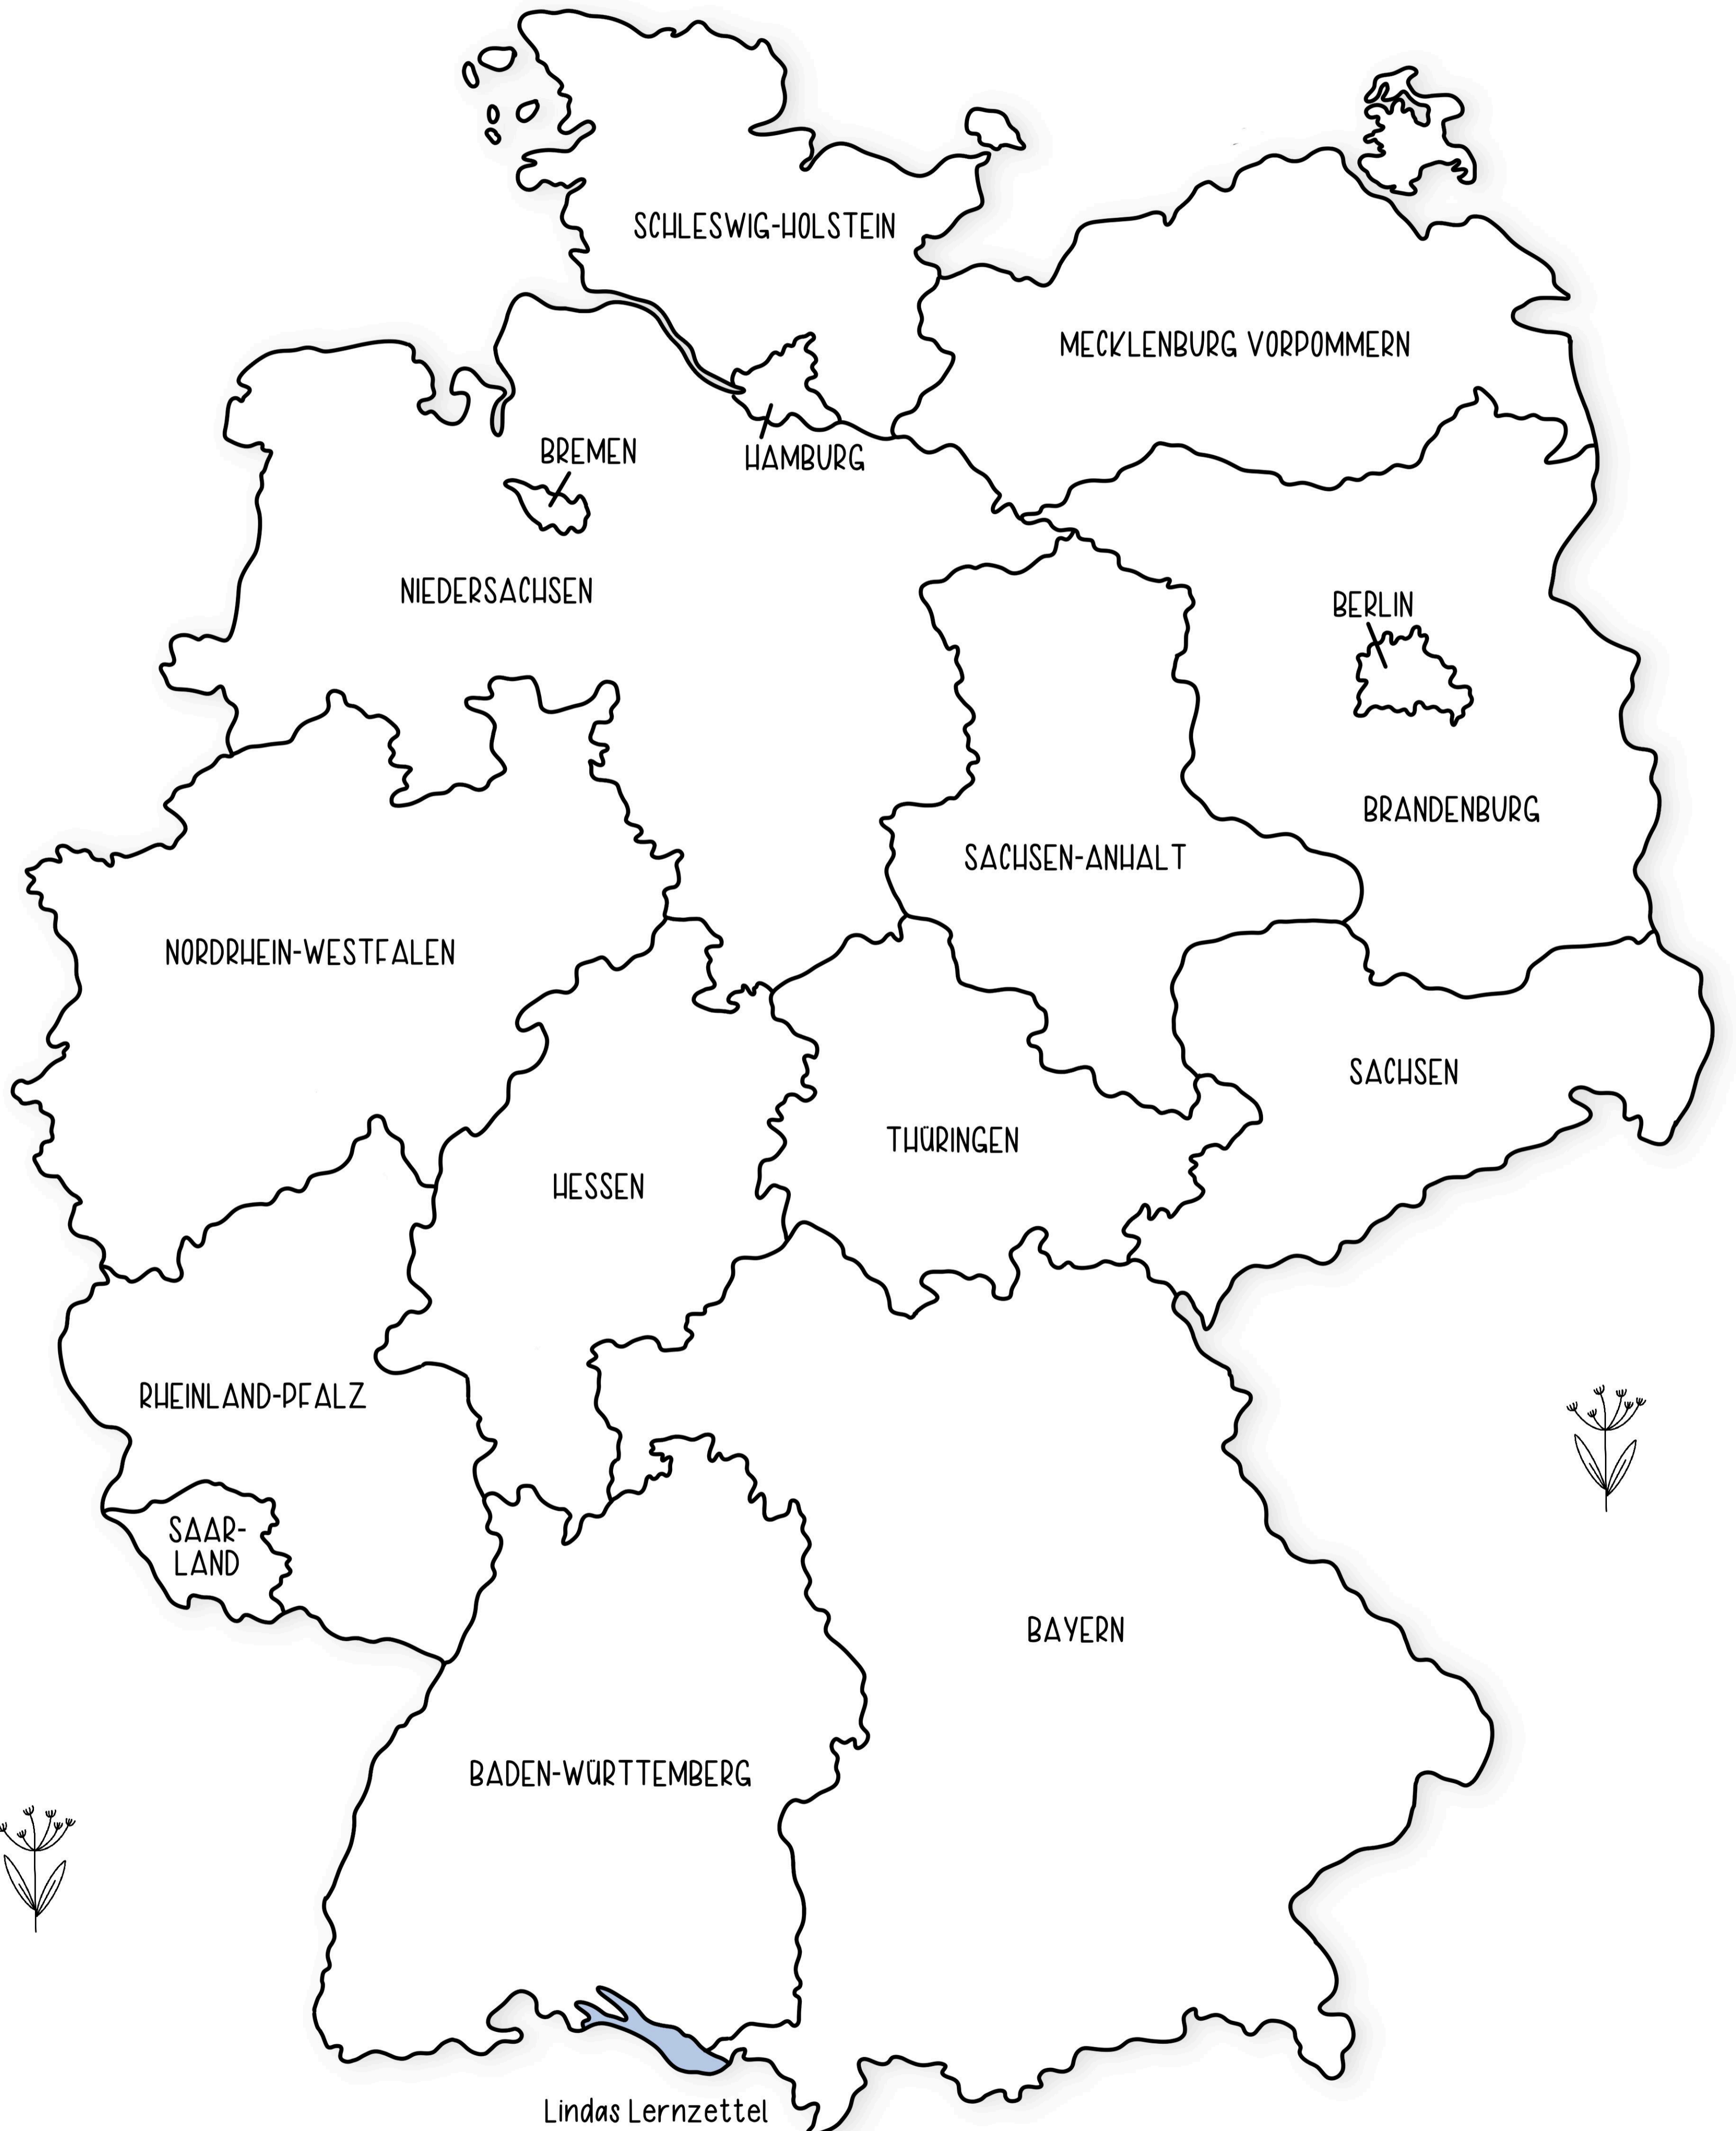 SCHLESWIG-HOLSTEIN
MECKLENBURG VORPOMMERN
BREMEN
HAMBURG
NIEDERSACHSEN
BERLIN
BRANDENBURG
SACHSEN-ANHALT
NORDRHEIN-WESTFALEN
SACHSEN
THÜRINGEN
HESSEN
RHEINLAND-PFALZ
SAAR-
LAND
BAYERN
BADEN-WÜRTTEMBERG
Lindas Lernzettel